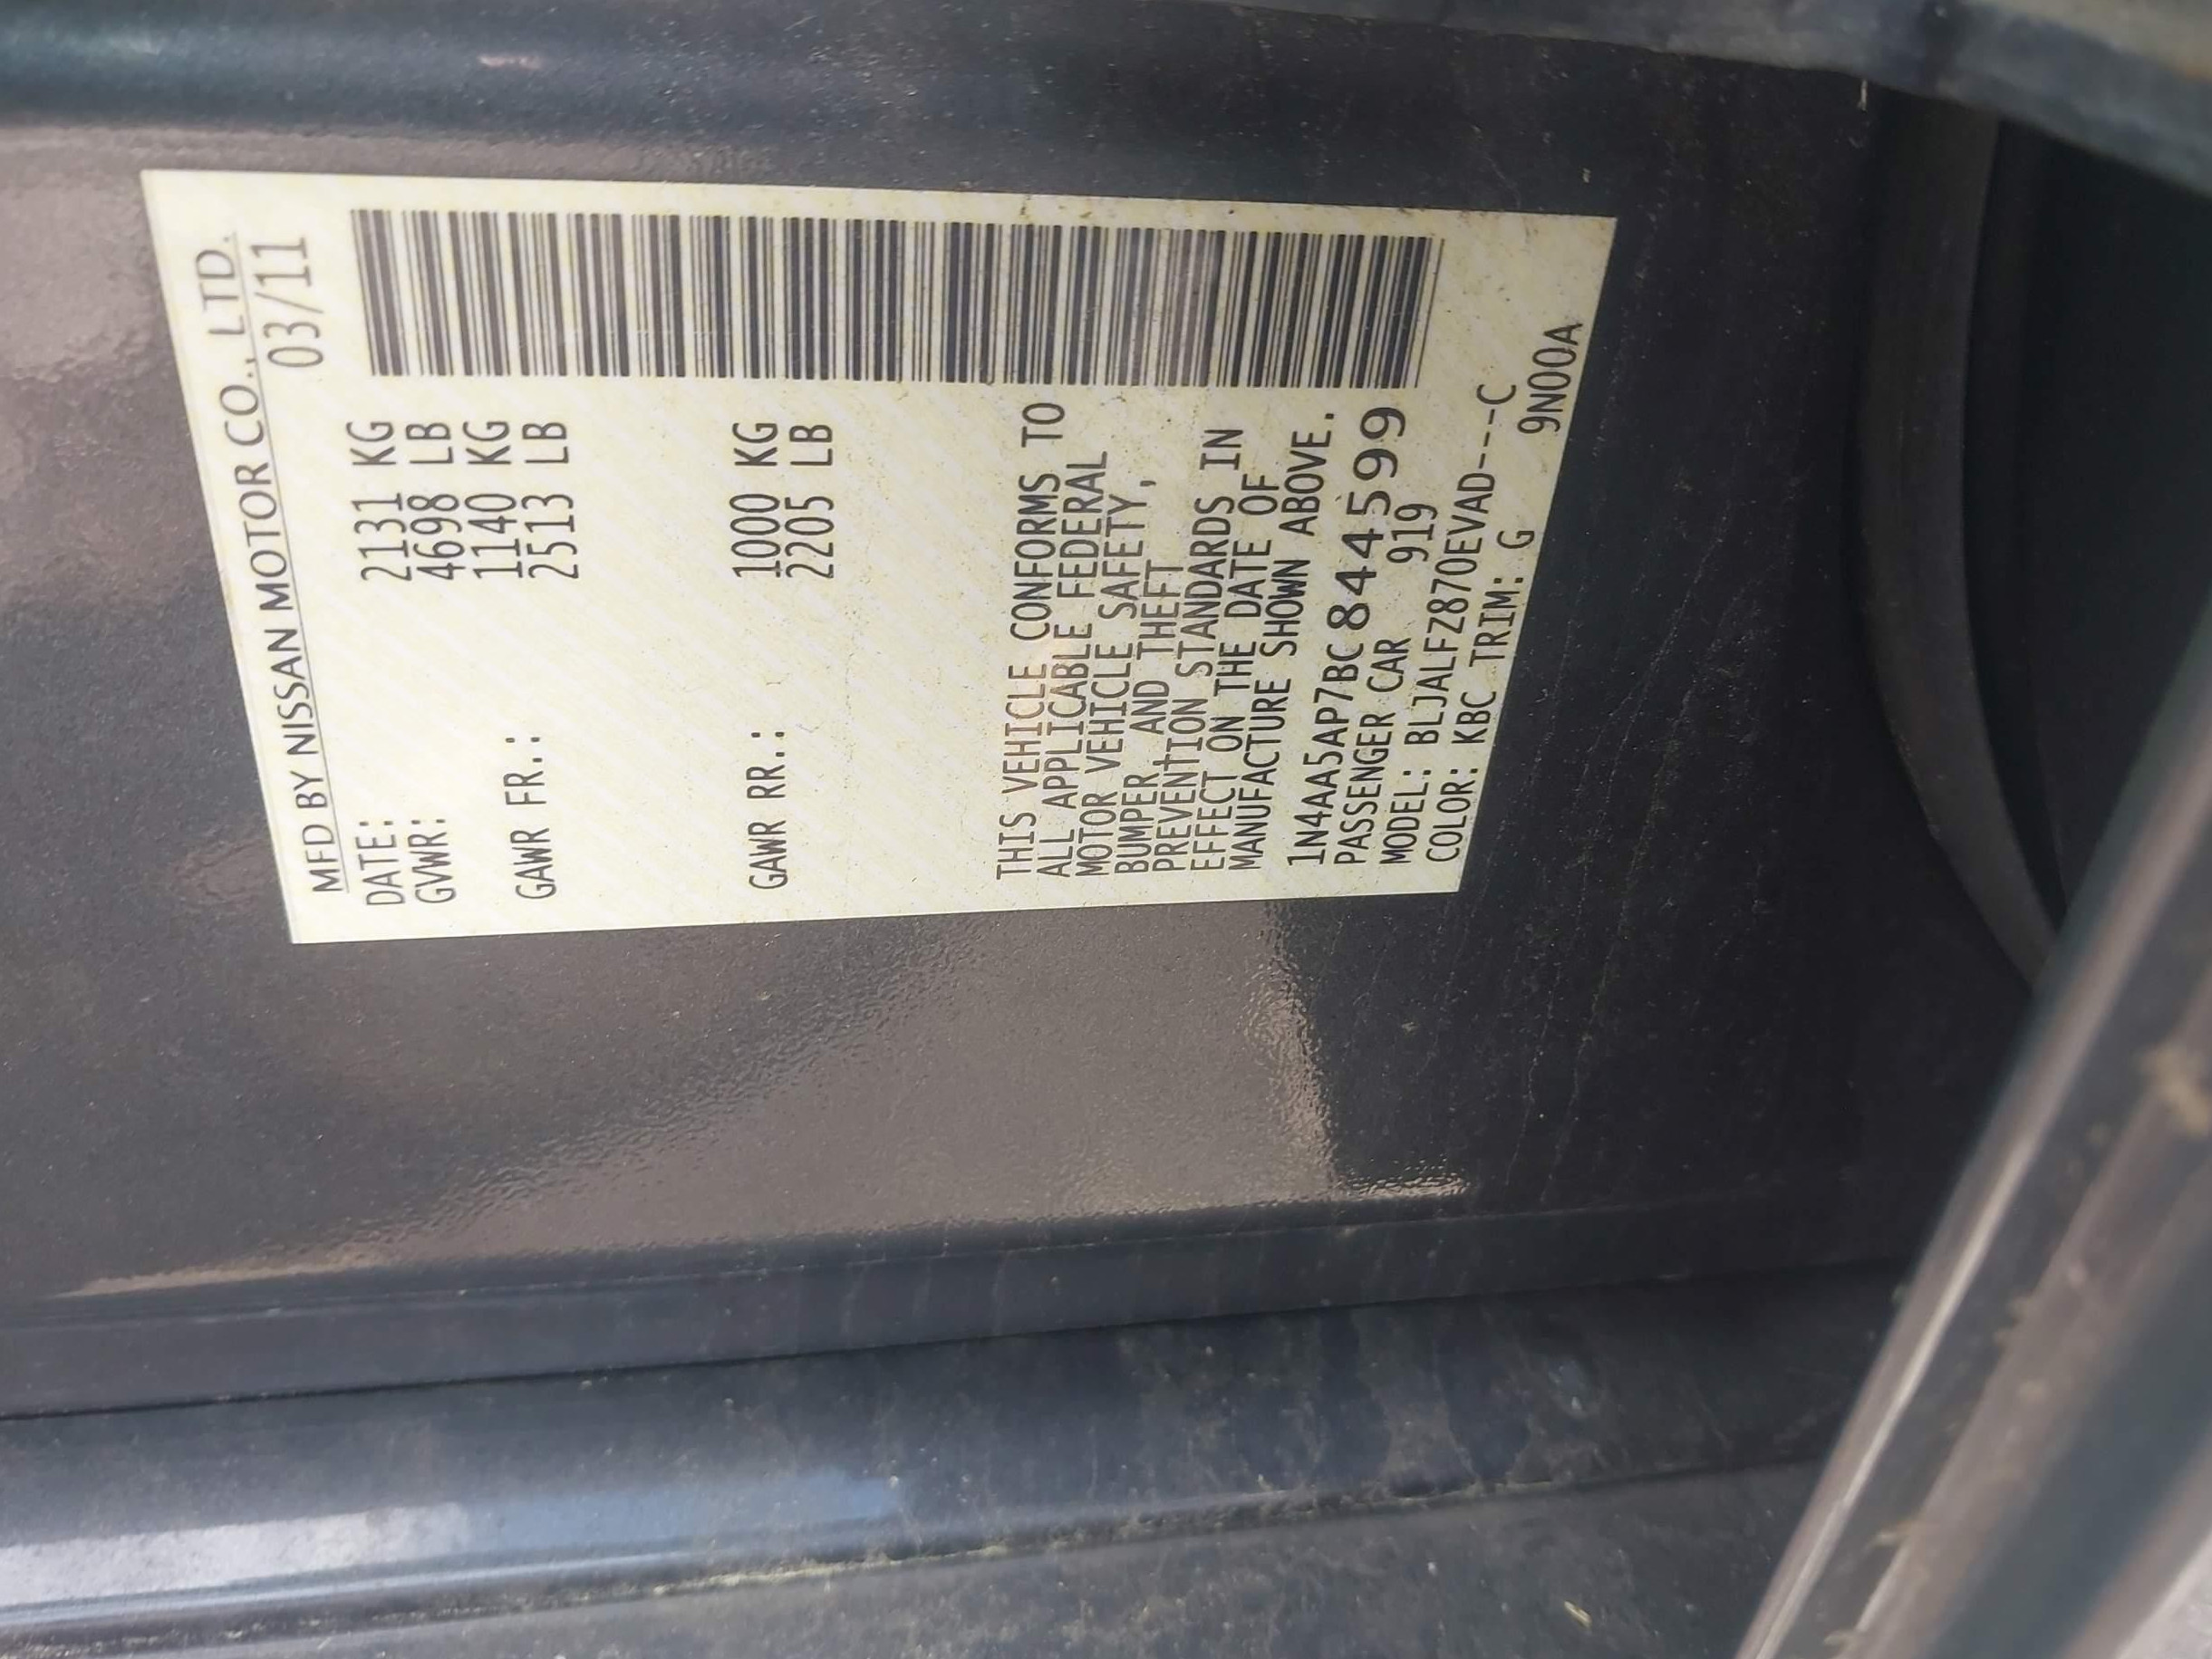 MFD BY NISSAN MOTOR CO., LTD.
DATE: 03/11
GVWR: 2131 KG
4698 LB
GAWR FR.: 1140 KG
2513 LB
GAWR RR.: 1000 KG
2205 LB
THIS VEHICLE CONFORMS TO
ALL APPLICABLE FEDERAL
MOTOR VEHICLE SAFETY,
BUMPER AND THEFT
PREVENTION STANDARDS IN
EFFECT ON THE DATE OF
MANUFACTURE SHOWN ABOVE.
1N4AA5AP7BC844599
PASSENGER CAR 919
MODEL: BLJALFZ870EVAD---C
COLOR: KBC TRIM: G
9N00A